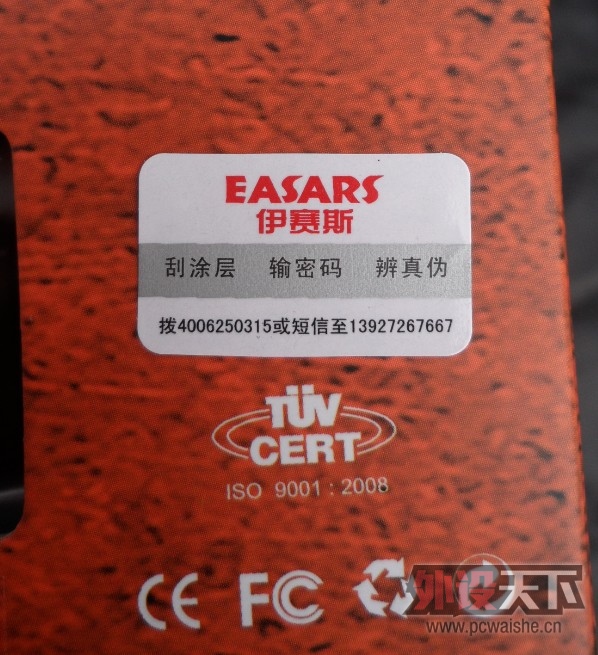 EASARS
伊赛斯
刮涂层 输密码 辨真伪
拨4006250315或短信至13927267667
TÜV
CERT
ISO 9001 : 2008
CE FC
外设天下
www.pcwaishe.cn